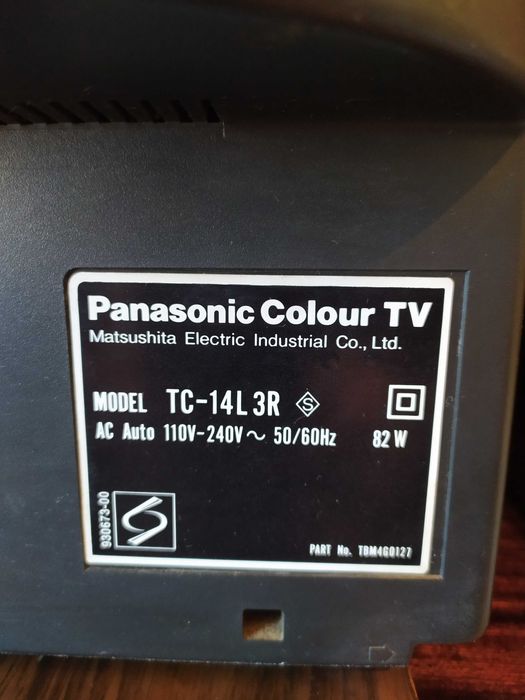 Panasonic Colour TV
Matsushita Electric Industrial Co., Ltd.
MODEL TC-14L3R S
AC Auto 110V-240V~ 50/60Hz 82 W
930673-00
PART No. TBM4G0127